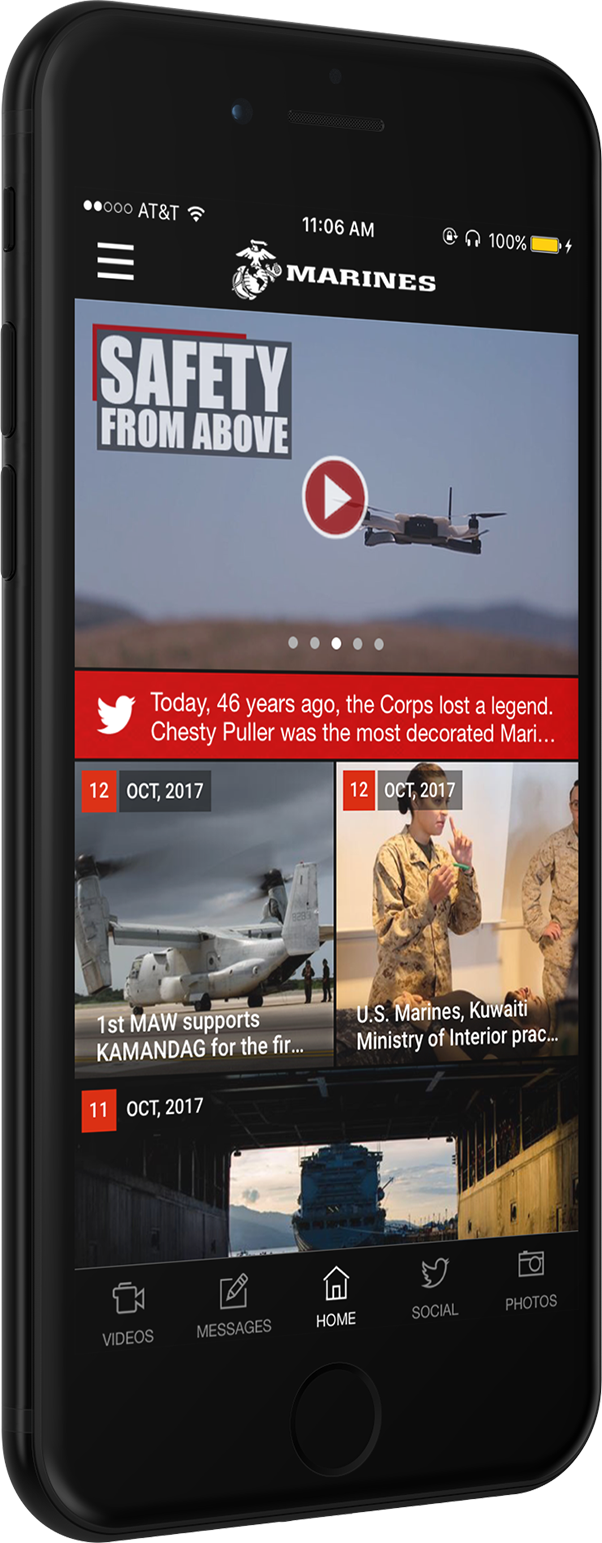 AT&T
11:06 AM
100%
MARINES
SAFETY
FROM ABOVE
Today, 46 years ago, the Corps lost a legend.
Chesty Puller was the most decorated Mari...
12 OCT, 2017
1st MAW supports
KAMANDAG for the fir...
12 OCT, 2017
U.S. Marines, Kuwaiti
Ministry of Interior prac...
11 OCT, 2017
VIDEOS
MESSAGES
HOME
SOCIAL
PHOTOS